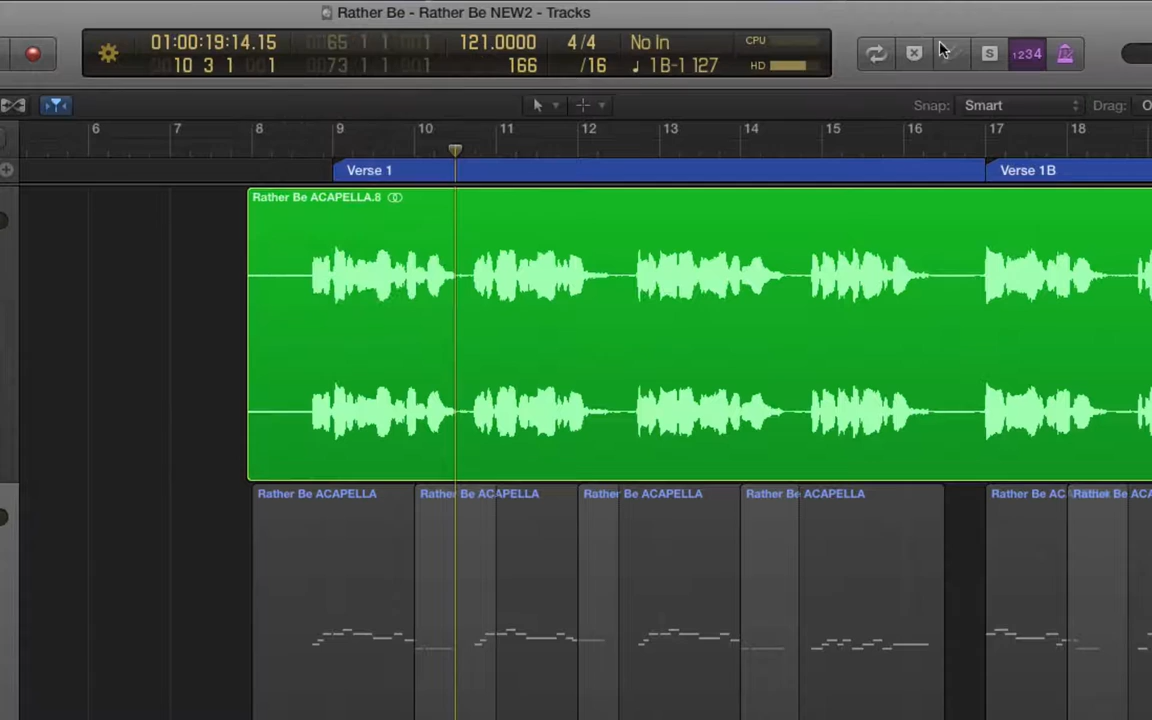 Rather Be - Rather Be NEW2 - Tracks
01:00:19:14.15 0065 1 1 001 121.0000 4/4 No In CPU
0010 3 1 001 0073 1 1 001 166 /16 1 B-1 127 HD
S 1234
Snap: Smart Drag:
6 7 8 9 10 11 12 13 14 15 16 17 18
Verse 1 Verse 1B
Rather Be ACAPELLA.8
Rather Be ACAPELLA Rather Be ACAPELLA Rather Be ACAPELLA Rather Be ACAPELLA Rather Be AC Rather Be ACA